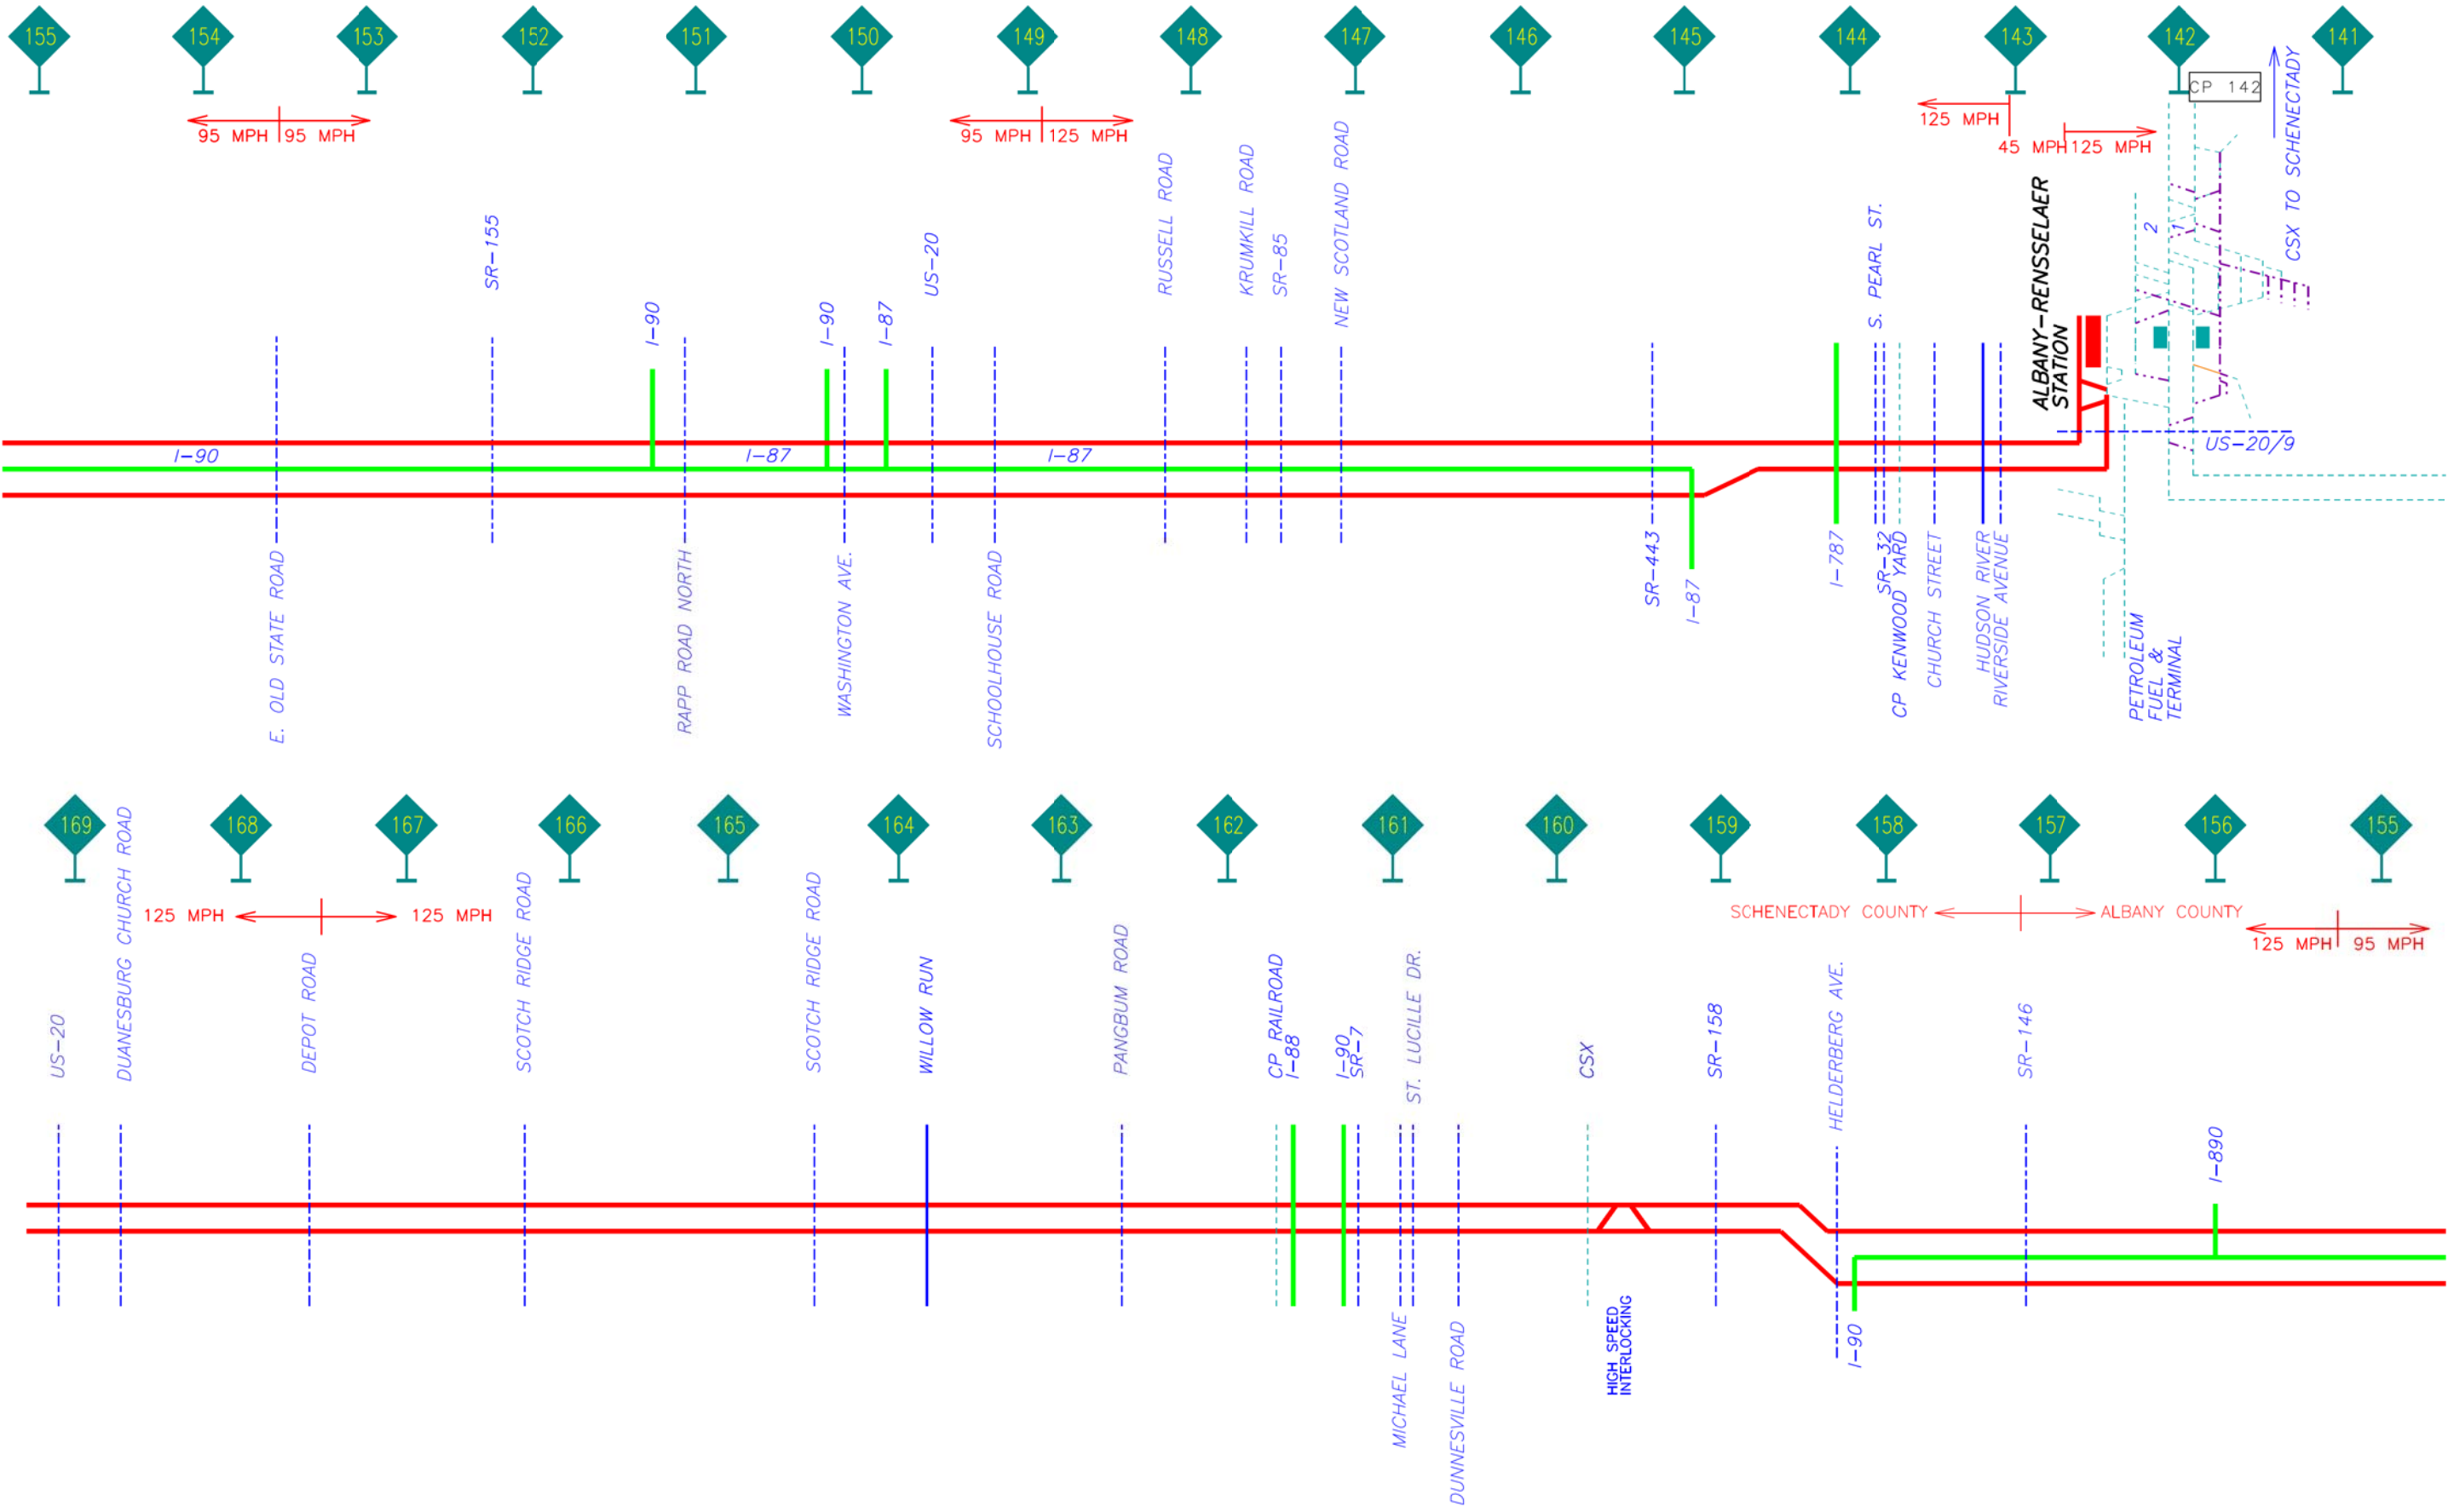 155
154
153
152
151
150
149
148
147
146
145
144
143
142
141
CP 142
CSX TO SCHENECTADY
95 MPH
95 MPH
95 MPH
125 MPH
125 MPH
45 MPH
125 MPH
SR-155
I-90
I-90
I-87
US-20
RUSSELL ROAD
KRUMKILL ROAD
SR-85
NEW SCOTLAND ROAD
S. PEARL ST.
ALBANY-RENSSELAER
STATION
2
1
US-20/9
I-90
I-87
I-87
E. OLD STATE ROAD
RAPP ROAD NORTH
WASHINGTON AVE.
SCHOOLHOUSE ROAD
SR-443
I-87
I-787
SR-32
CP KENWOOD YARD
CHURCH STREET
HUDSON RIVER
RIVERSIDE AVENUE
PETROLEUM
FUEL &
TERMINAL
169
168
167
166
165
164
163
162
161
160
159
158
157
156
155
125 MPH
125 MPH
SCHENECTADY COUNTY
ALBANY COUNTY
125 MPH
95 MPH
US-20
DUANESBURG CHURCH ROAD
DEPOT ROAD
SCOTCH RIDGE ROAD
SCOTCH RIDGE ROAD
WILLOW RUN
PANGBUM ROAD
CP RAILROAD
I-88
I-90
SR-7
ST. LUCILLE DR.
CSX
SR-158
HELDERBERG AVE.
SR-146
I-890
MICHAEL LANE
DUNNESVILLE ROAD
HIGH SPEED
INTERLOCKING
I-90